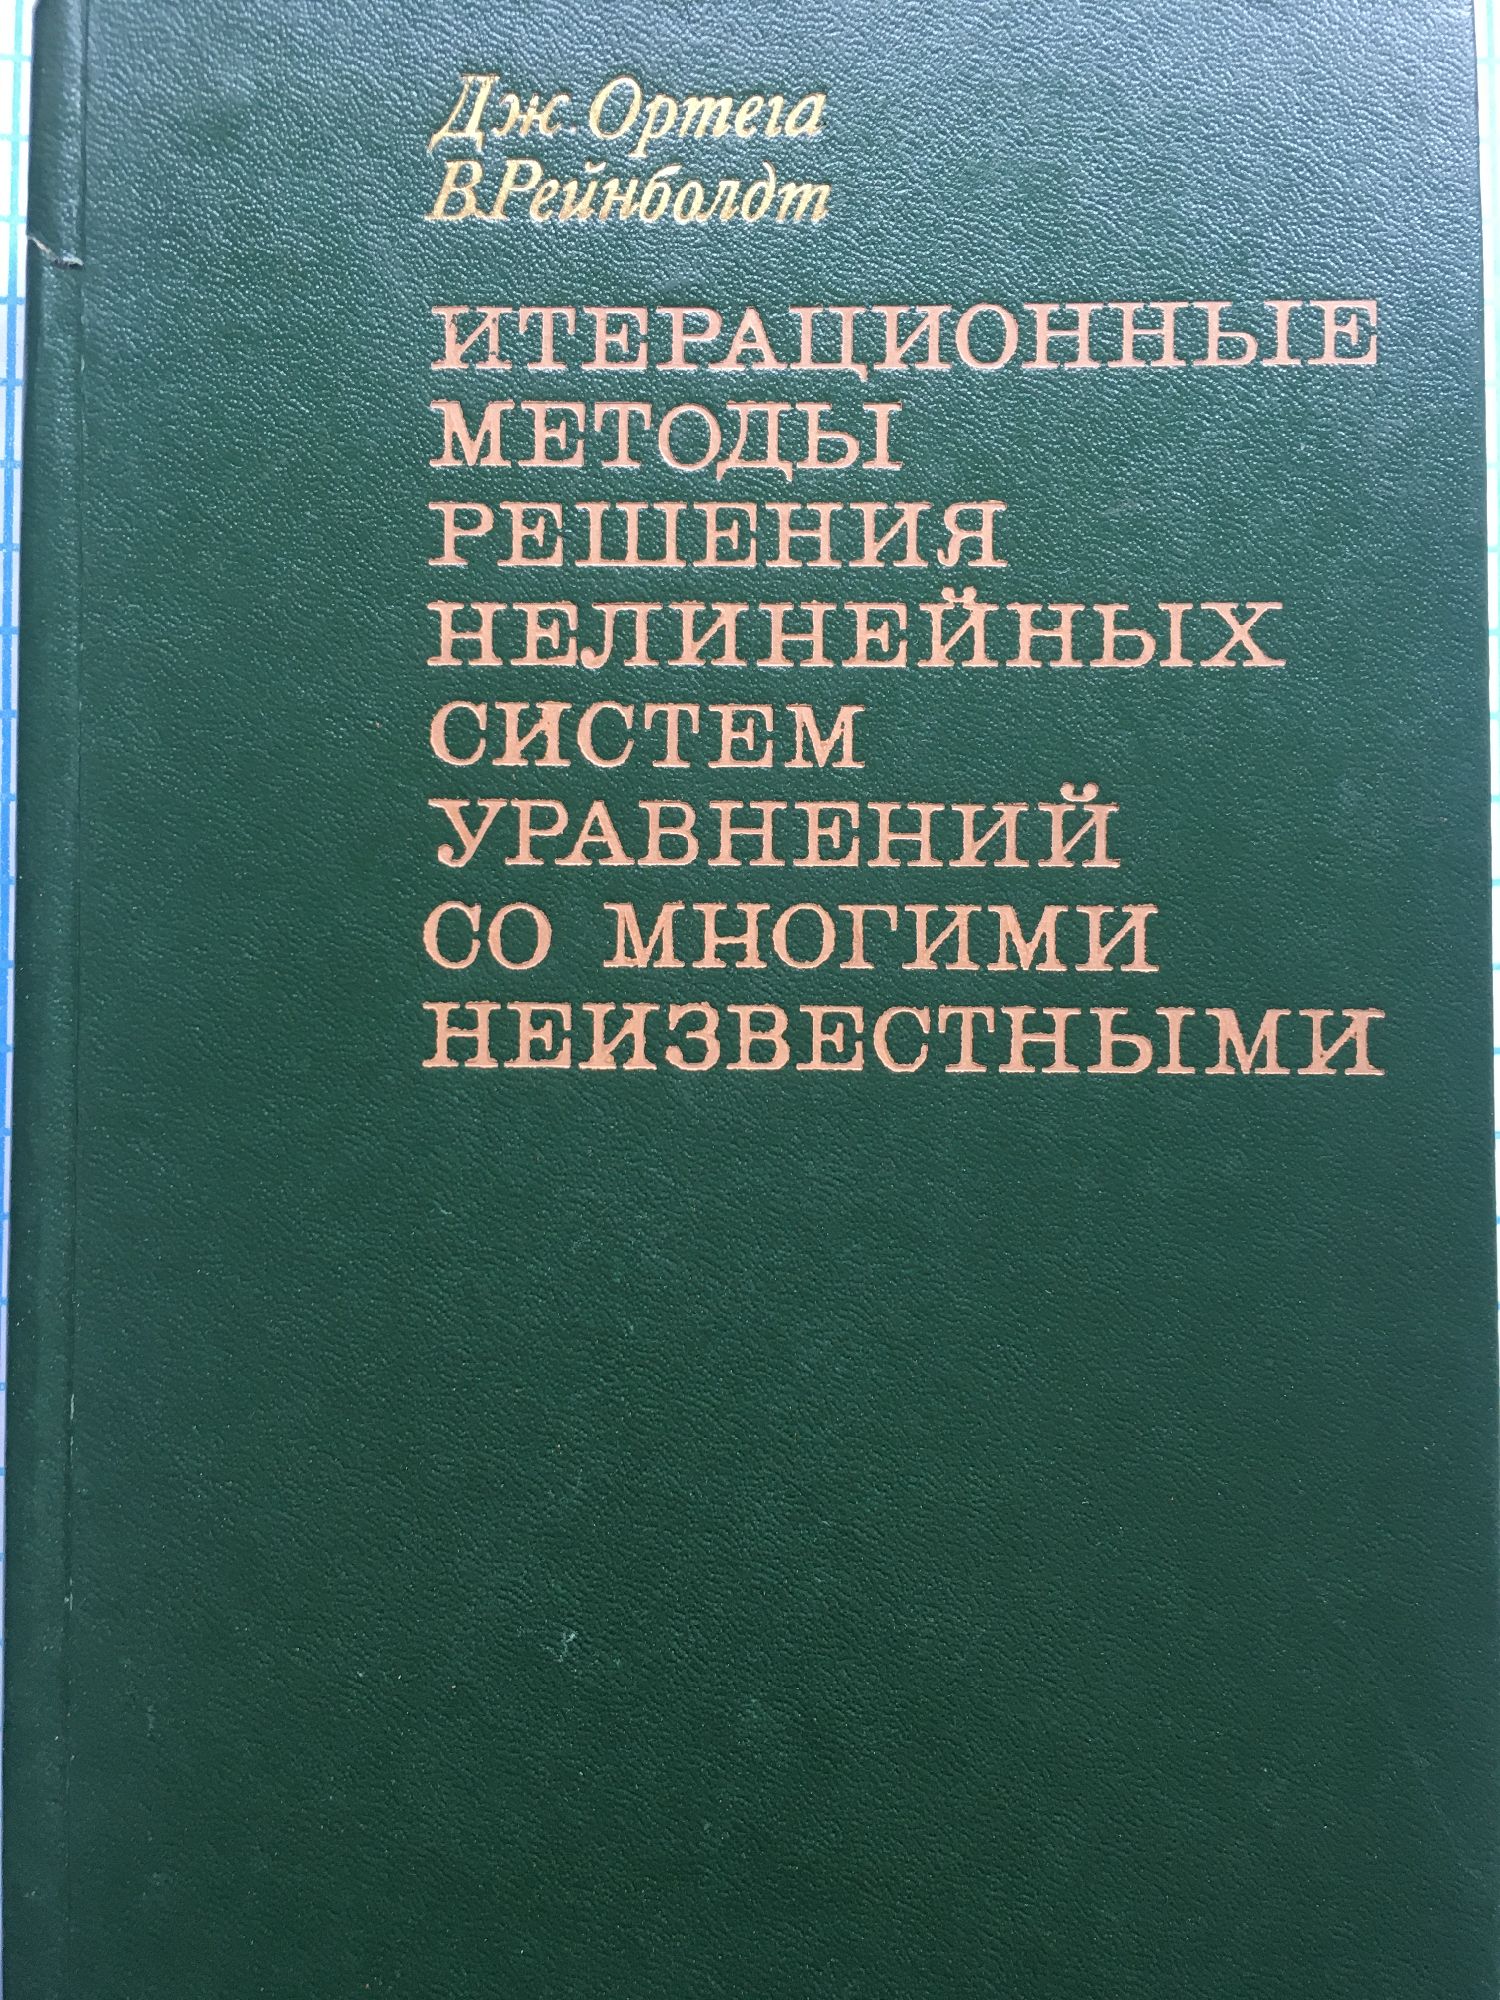 Дж. Ортега
В. Рейнболдт
ИТЕРАЦИОННЫЕ
МЕТОДЫ
РЕШЕНИЯ
НЕЛИНЕЙНЫХ
СИСТЕМ
УРАВНЕНИЙ
СО МНОГИМИ
НЕИЗВЕСТНЫМИ